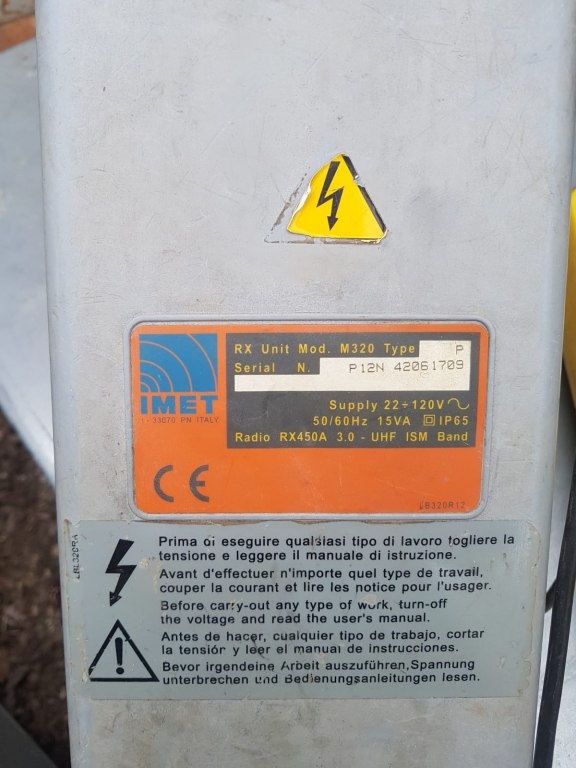 RX Unit Mod. M320 Type P
Serial N. P12N 42061709
IMET
33070 PN ITALY
Supply 22÷120V~
50/60Hz 15VA IP65
Radio RX450A 3.0 - UHF ISM Band
CE
LB320R12
LBL320RA
Prima di eseguire qualsiasi tipo di lavoro togliere la
tensione e leggere il manuale di istruzione.
Avant d'effectuer n'importe quel type de travail,
couper la courant et lire les notice pour l'usager.
Before carry-out any type of work, turn-off
the voltage and read the user's manual.
Antes de hacer, cualquier tipo de trabajo, cortar
la tensiór y leer el manual de instrucciones.
Bevor irgendeine Arbeit auszuführen,Spannung
unterbrechen und Bedienungsanleitungen lesen.